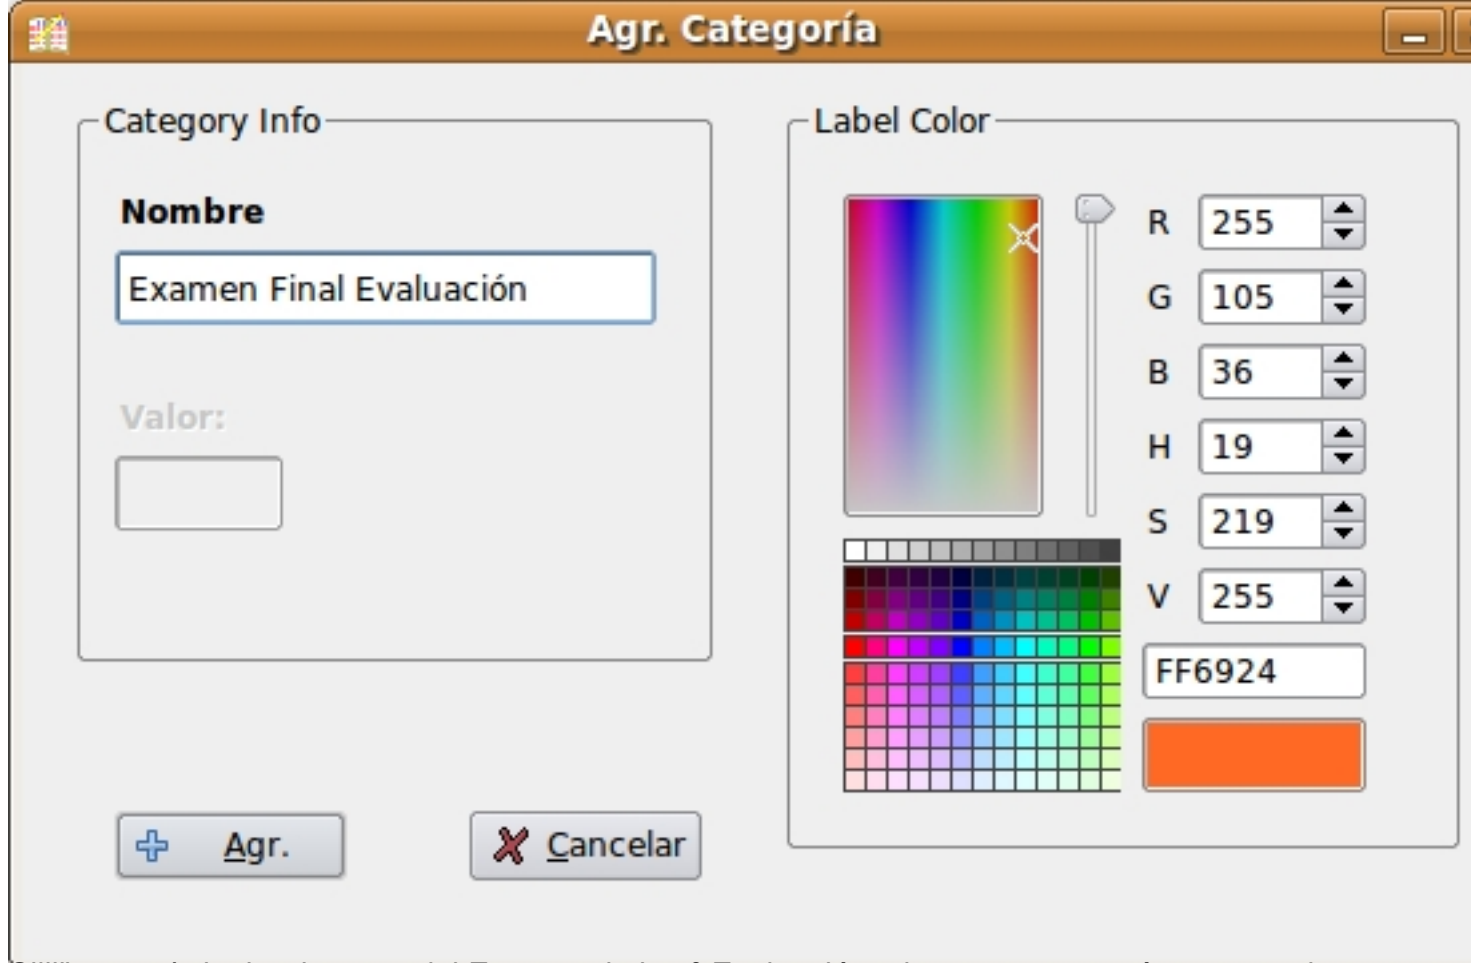 Agr. Categoría
Category Info
Nombre
Examen Final Evaluación
Valor:
Agr.
Cancelar
Label Color
R 255
G 105
B 36
H 19
S 219
V 255
FF6924